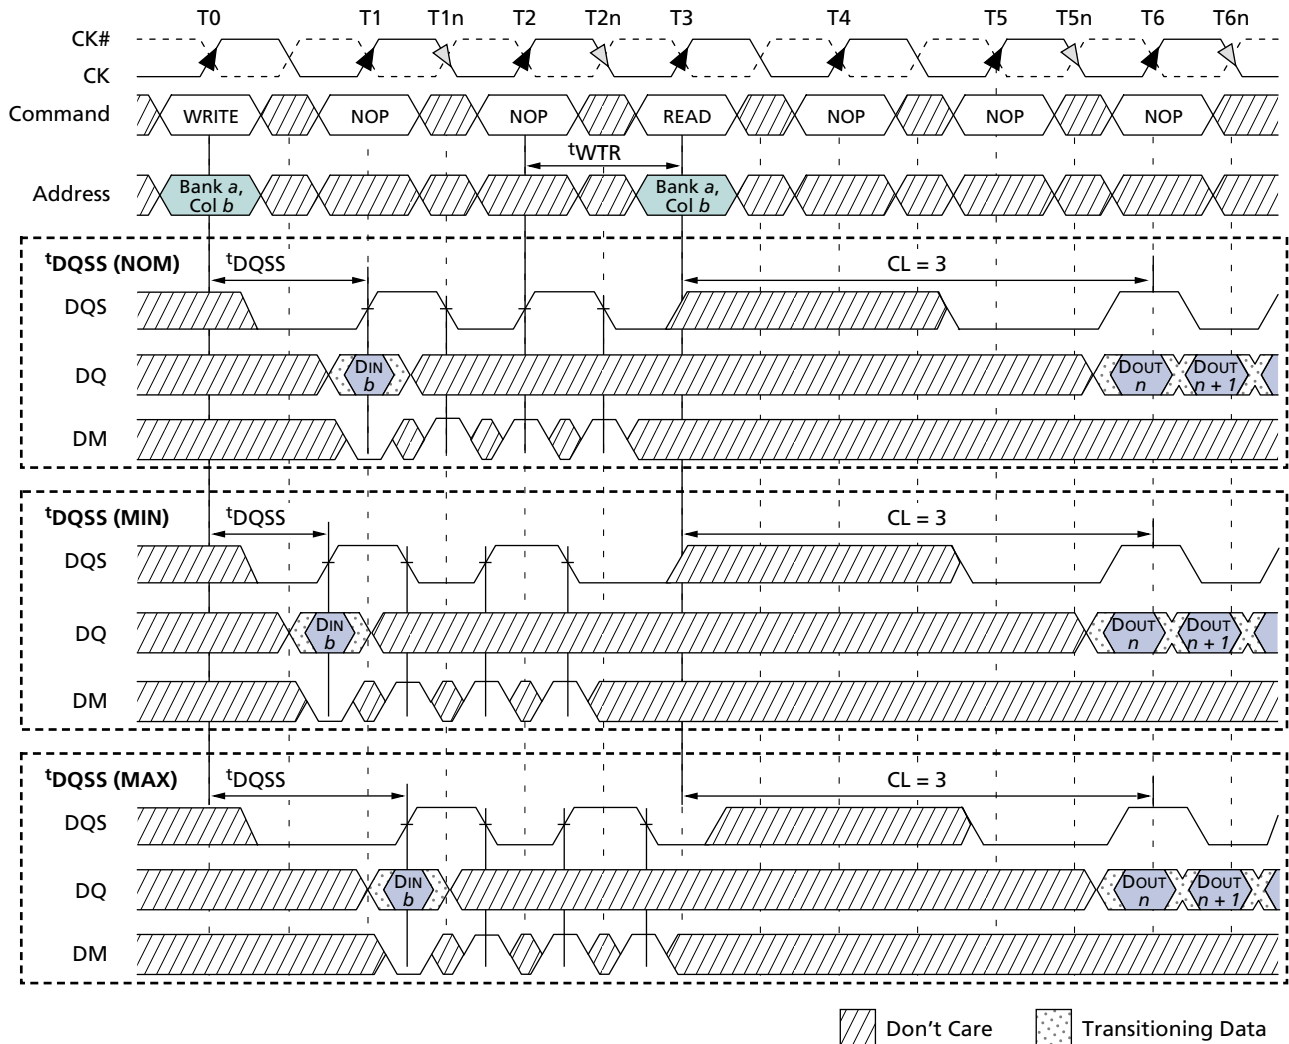 T0 T1 T1n T2 T2n T3 T4 T5 T5n T6 T6n
CK#
CK
Command WRITE NOP NOP READ NOP NOP NOP
tWTR
Address Bank a, Col b Bank a, Col b
tDQSS (NOM) tDQSS CL = 3
DQS
DQ DIN b DOUT n DOUT n + 1
DM
tDQSS (MIN) tDQSS CL = 3
DQS
DQ DIN b DOUT n DOUT n + 1
DM
tDQSS (MAX) tDQSS CL = 3
DQS
DQ DIN b DOUT n DOUT n + 1
DM
Don't Care Transitioning Data